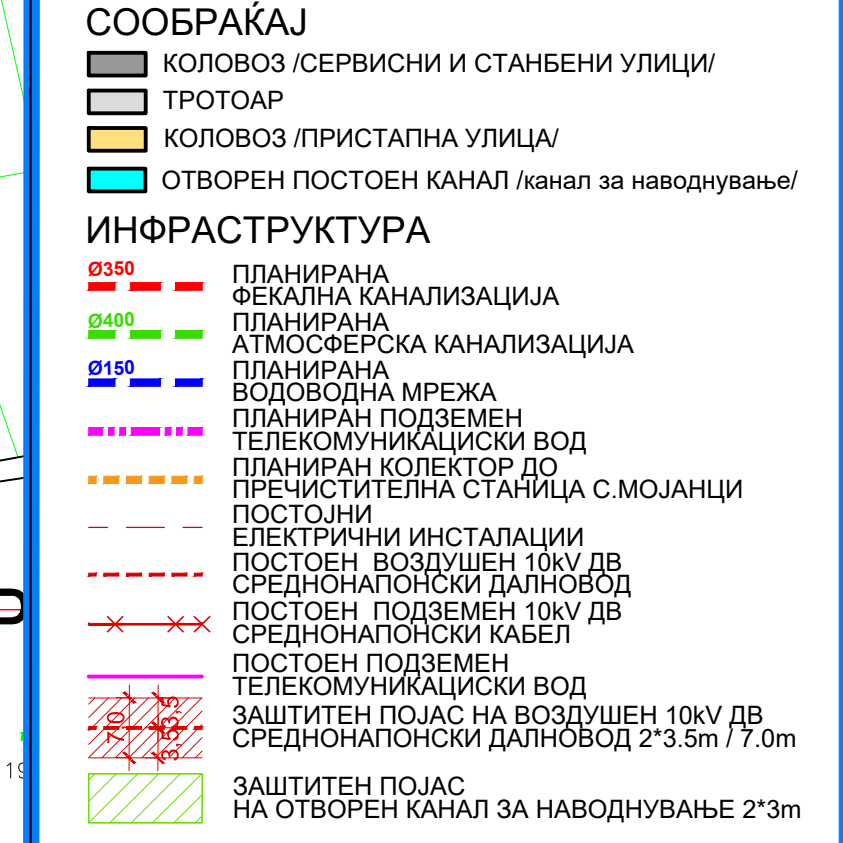 СООБРАЌАЈ
КОЛОВОЗ /СЕРВИСНИ И СТАНБЕНИ УЛИЦИ/
ТРОТОАР
КОЛОВОЗ /ПРИСТАПНА УЛИЦА/
ОТВОРЕН ПОСТОЕН КАНАЛ /канал за наводнување/
ИНФРАСТРУКТУРА
Ø350 ПЛАНИРАНА
ФЕКАЛНА КАНАЛИЗАЦИЈА
Ø400 ПЛАНИРАНА
АТМОСФЕРСКА КАНАЛИЗАЦИЈА
Ø150 ПЛАНИРАНА
ВОДОВОДНА МРЕЖА
ПЛАНИРАН ПОДЗЕМЕН
ТЕЛЕКОМУНИКАЦИСКИ ВОД
ПЛАНИРАН КОЛЕКТОР ДО
ПРЕЧИСТИТЕЛНА СТАНИЦА С.МОЈАНЦИ
ПОСТОЈНИ
ЕЛЕКТРИЧНИ ИНСТАЛАЦИИ
ПОСТОЕН ВОЗДУШЕН 10kV ДВ
СРЕДНОНАПОНСКИ ДАЛНОВОД
ПОСТОЕН ПОДЗЕМЕН 10kV ДВ
СРЕДНОНАПОНСКИ КАБЕЛ
ПОСТОЕН ПОДЗЕМЕН
ТЕЛЕКОМУНИКАЦИСКИ ВОД
7.0
3.5 3.5
ЗАШТИТЕН ПОЈАС НА ВОЗДУШЕН 10kV ДВ
СРЕДНОНАПОНСКИ ДАЛНОВОД 2*3.5m / 7.0m
ЗАШТИТЕН ПОЈАС
НА ОТВОРЕН КАНАЛ ЗА НАВОДНУВАЊЕ 2*3m